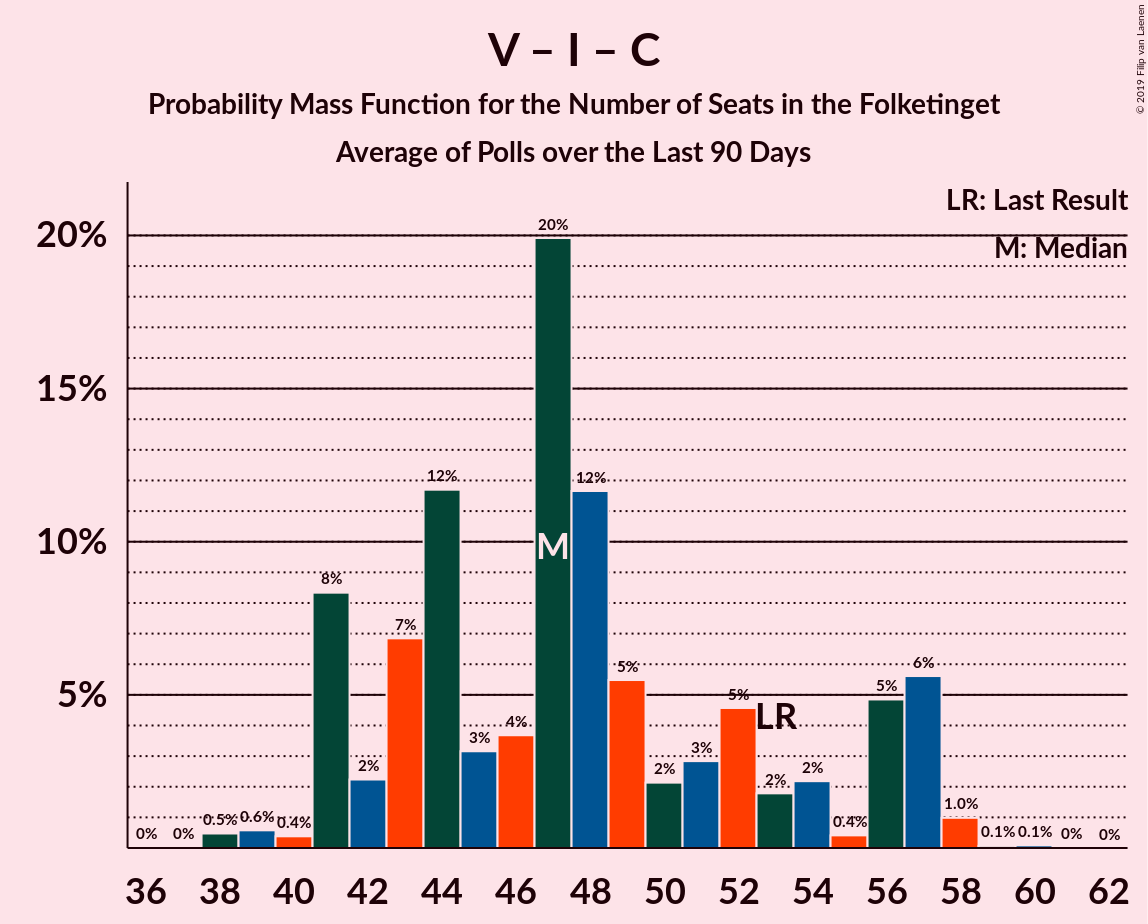 V – I – C
Probability Mass Function for the Number of Seats in the Folketinget
Average of Polls over the Last 90 Days
© 2019 Filip van Laenen
LR: Last Result
M: Median
20%
15%
10%
5%
0% 0% 0.5% 0.6% 0.4% 8% 2% 7% 12% 3% 4% 20% 12% 5% 2% 3% 5% 2% 2% 0.4% 5% 6% 1.0% 0.1% 0.1% 0% 0%
M
LR
36 38 40 42 44 46 48 50 52 54 56 58 60 62